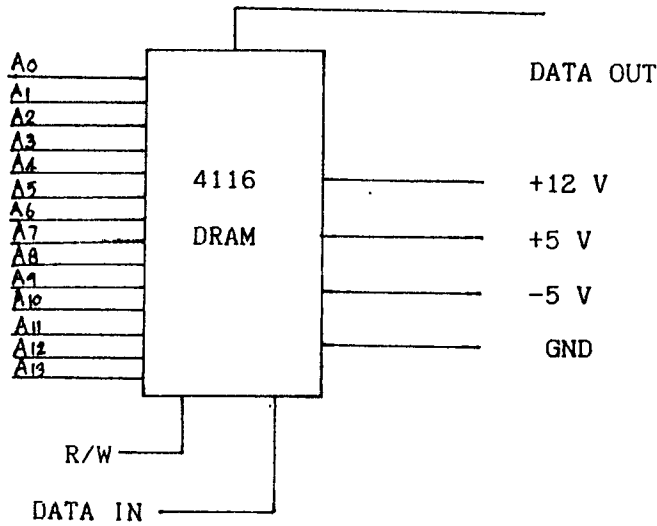 DATA OUT
A0
A1
A2
A3
A4
A5
A6
A7
A8
A9
A10
A11
A12
A13
4116
DRAM
+12 V
+5 V
-5 V
GND
R/W
DATA IN